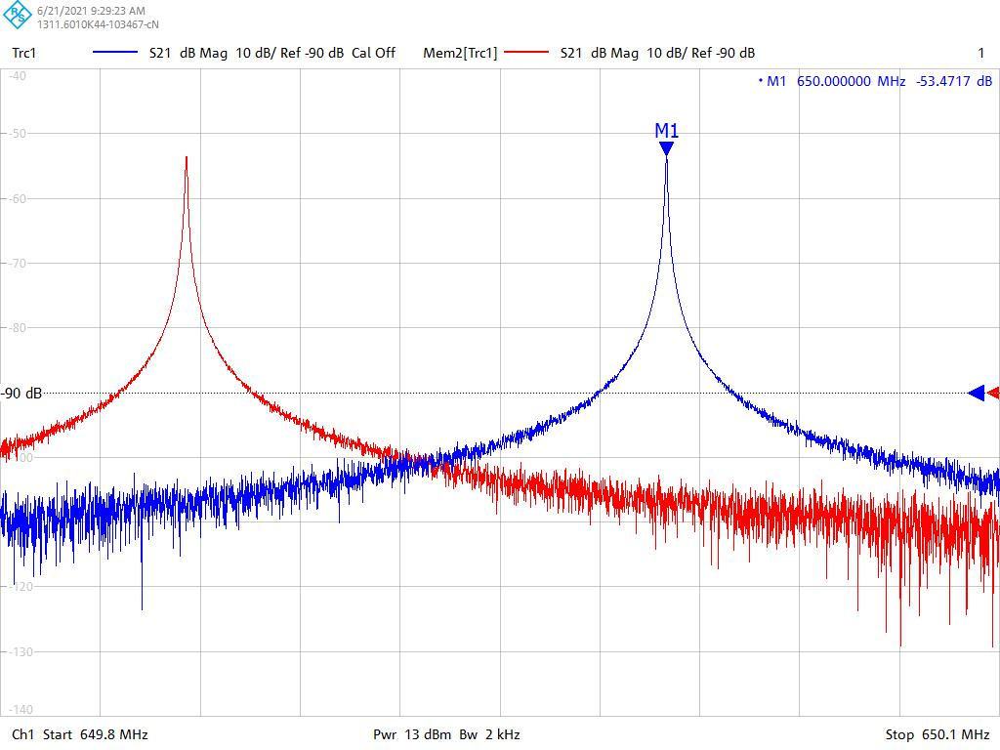 R&S
6/21/2021 9:29:23 AM
1311.6010K44-103467-cN
Trc1 S21 dB Mag 10 dB/ Ref -90 dB Cal Off Mem2[Trc1] S21 dB Mag 10 dB/ Ref -90 dB 1
-40
• M1 650.000000 MHz -53.4717 dB
M1
-50
-60
-70
-80
-90 dB
-100
-120
-130
-140
Ch1 Start 649.8 MHz Pwr 13 dBm Bw 2 kHz Stop 650.1 MHz